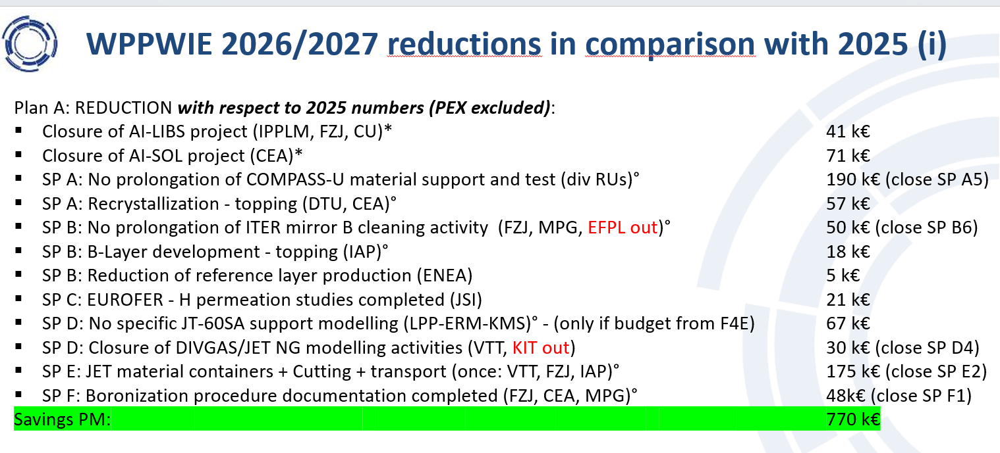 WPPWIE 2026/2027 reductions in comparison with 2025 (i)
Plan A: REDUCTION with respect to 2025 numbers (PEX excluded):
▪ Closure of AI-LIBS project (IPPLM, FZJ, CU)* 41 k€
▪ Closure of AI-SOL project (CEA)* 71 k€
▪ SP A: No prolongation of COMPASS-U material support and test (div RUs)° 190 k€ (close SP A5)
▪ SP A: Recrystallization - topping (DTU, CEA)° 57 k€
▪ SP B: No prolongation of ITER mirror B cleaning activity (FZJ, MPG, EFPL out)° 50 k€ (close SP B6)
▪ SP B: B-Layer development - topping (IAP)° 18 k€
▪ SP B: Reduction of reference layer production (ENEA) 5 k€
▪ SP C: EUROFER - H permeation studies completed (JSI) 21 k€
▪ SP D: No specific JT-60SA support modelling (LPP-ERM-KMS)° - (only if budget from F4E) 67 k€
▪ SP D: Closure of DIVGAS/JET NG modelling activities (VTT, KIT out) 30 k€ (close SP D4)
▪ SP E: JET material containers + Cutting + transport (once: VTT, FZJ, IAP)° 175 k€ (close SP E2)
▪ SP F: Boronization procedure documentation completed (FZJ, CEA, MPG)° 48k€ (close SP F1)
Savings PM: 770 k€